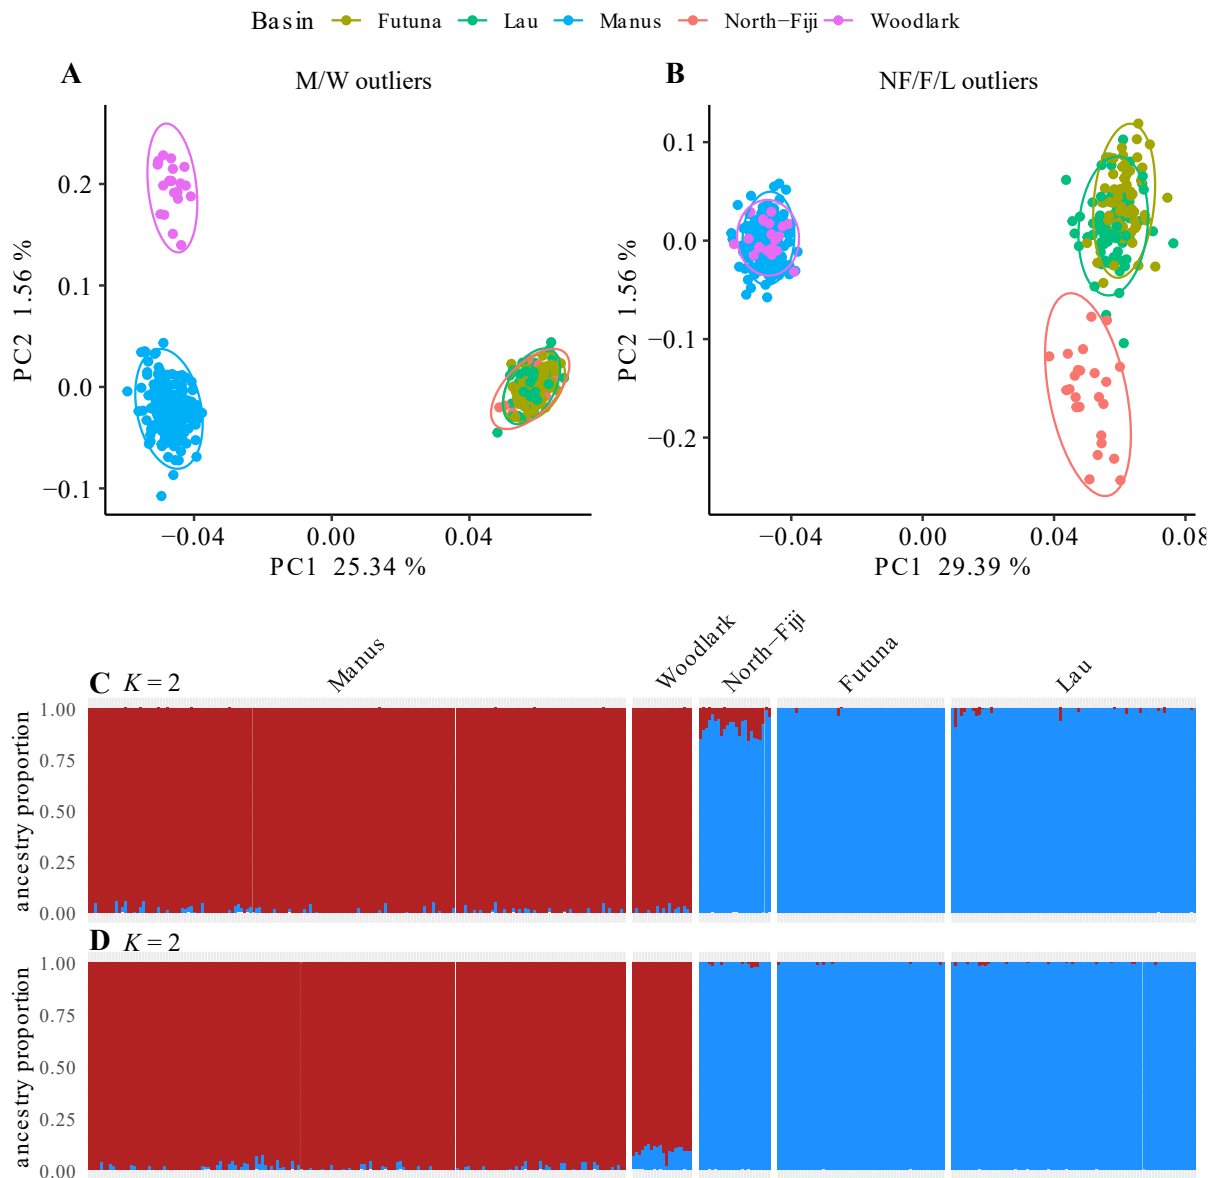 Basin Futuna Lau Manus North−Fiji Woodlark
A M/W outliers
0.2
0.1
0.0
−0.1
PC2 1.56 %
−0.04 0.00 0.04
PC1 25.34 %
B NF/F/L outliers
0.1
0.0
−0.1
−0.2
PC2 1.56 %
−0.04 0.00 0.04 0.08
PC1 29.39 %
Manus Woodlark North−Fiji Futuna Lau
C K = 2
1.00
0.75
0.50
0.25
0.00
ancestry proportion
D K = 2
1.00
0.75
0.50
0.25
0.00
ancestry proportion